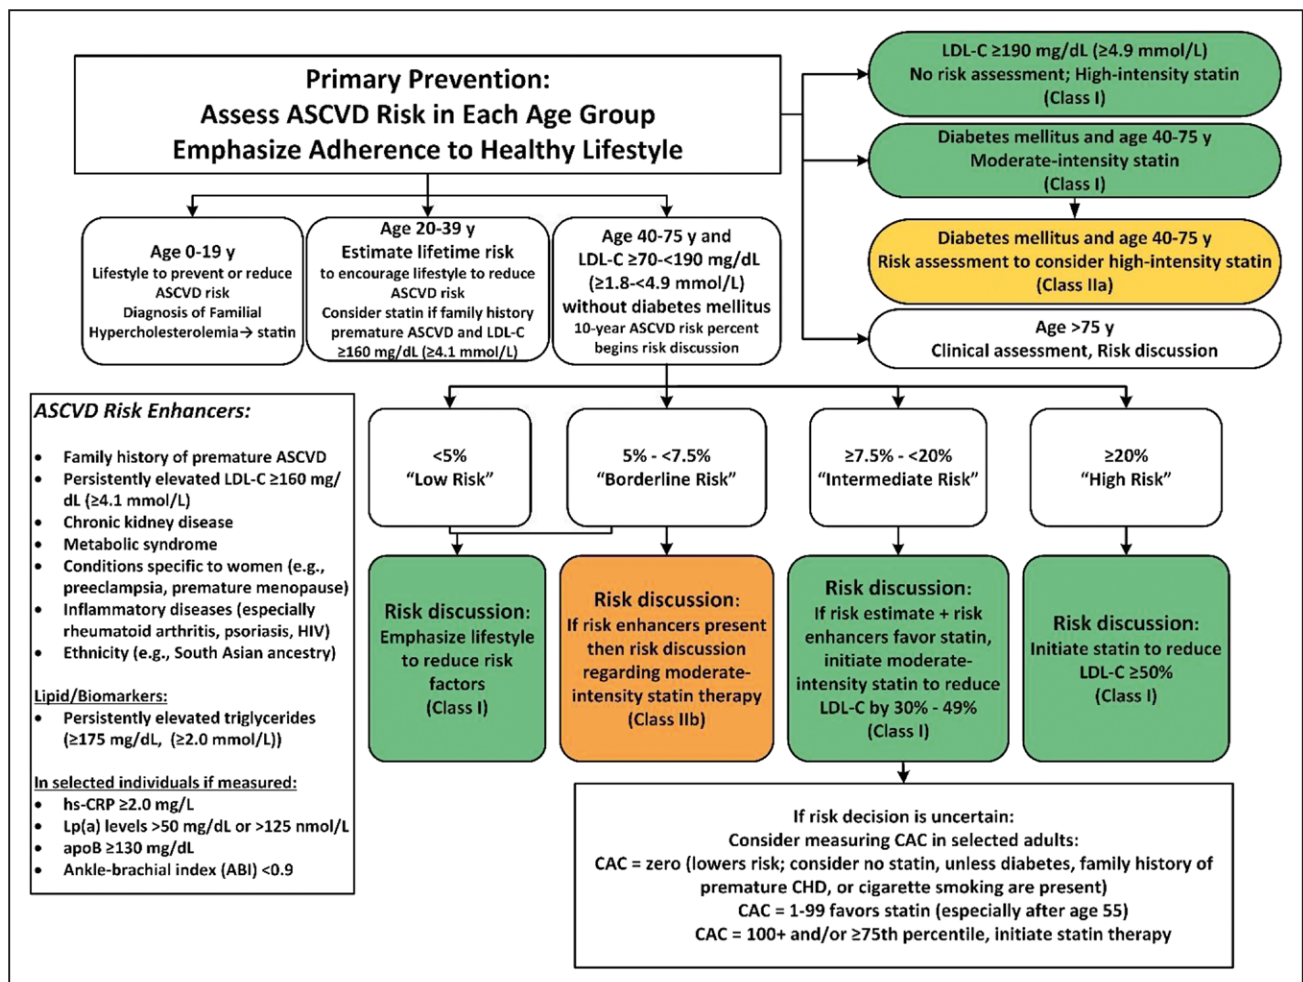 Primary Prevention:
Assess ASCVD Risk in Each Age Group
Emphasize Adherence to Healthy Lifestyle
LDL-C ≥190 mg/dL (≥4.9 mmol/L)
No risk assessment; High-intensity statin
(Class I)
Diabetes mellitus and age 40-75 y
Moderate-intensity statin
(Class I)
Diabetes mellitus and age 40-75 y
Risk assessment to consider high-intensity statin
(Class IIa)
Age >75 y
Clinical assessment, Risk discussion
Age 0-19 y
Lifestyle to prevent or reduce
ASCVD risk
Diagnosis of Familial
Hypercholesterolemia→ statin
Age 20-39 y
Estimate lifetime risk
to encourage lifestyle to reduce
ASCVD risk
Consider statin if family history
premature ASCVD and LDL-C
≥160 mg/dL (≥4.1 mmol/L)
Age 40-75 y and
LDL-C ≥70-<190 mg/dL
(≥1.8-<4.9 mmol/L)
without diabetes mellitus
10-year ASCVD risk percent
begins risk discussion
<5%
“Low Risk”
5% - <7.5%
“Borderline Risk”
≥7.5% - <20%
“Intermediate Risk”
≥20%
“High Risk”
Risk discussion:
Emphasize lifestyle
to reduce risk
factors
(Class I)
Risk discussion:
If risk enhancers present
then risk discussion
regarding moderate-
intensity statin therapy
(Class IIb)
Risk discussion:
If risk estimate + risk
enhancers favor statin,
initiate moderate-
intensity statin to reduce
LDL-C by 30% - 49%
(Class I)
Risk discussion:
Initiate statin to reduce
LDL-C ≥50%
(Class I)
If risk decision is uncertain:
Consider measuring CAC in selected adults:
CAC = zero (lowers risk; consider no statin, unless diabetes, family history of
premature CHD, or cigarette smoking are present)
CAC = 1-99 favors statin (especially after age 55)
CAC = 100+ and/or ≥75th percentile, initiate statin therapy
ASCVD Risk Enhancers:
• Family history of premature ASCVD
• Persistently elevated LDL-C ≥160 mg/
dL (≥4.1 mmol/L)
• Chronic kidney disease
• Metabolic syndrome
• Conditions specific to women (e.g.,
preeclampsia, premature menopause)
• Inflammatory diseases (especially
rheumatoid arthritis, psoriasis, HIV)
• Ethnicity (e.g., South Asian ancestry)
Lipid/Biomarkers:
• Persistently elevated triglycerides
(≥175 mg/dL, (≥2.0 mmol/L))
In selected individuals if measured:
• hs-CRP ≥2.0 mg/L
• Lp(a) levels >50 mg/dL or >125 nmol/L
• apoB ≥130 mg/dL
• Ankle-brachial index (ABI) <0.9